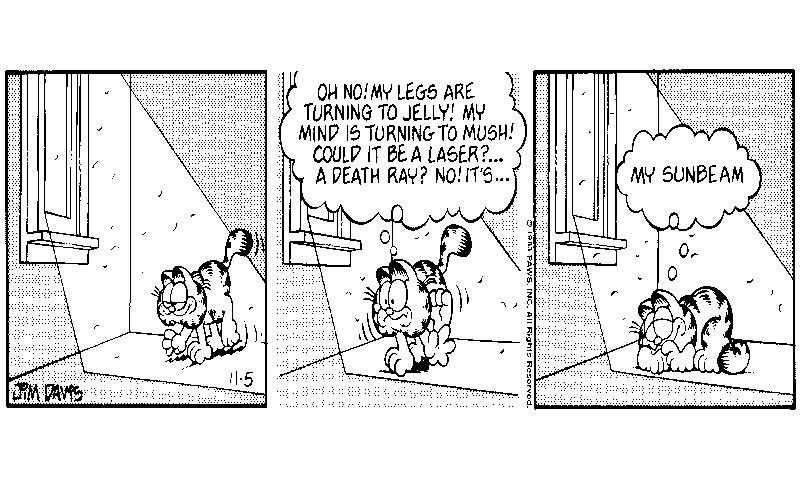 JIM DAVIS
11-5
OH NO! MY LEGS ARE
TURNING TO JELLY! MY
MIND IS TURNING TO MUSH!
COULD IT BE A LASER?...
A DEATH RAY? NO! IT'S...
MY SUNBEAM
PAWS, INC. All Rights Reserved.